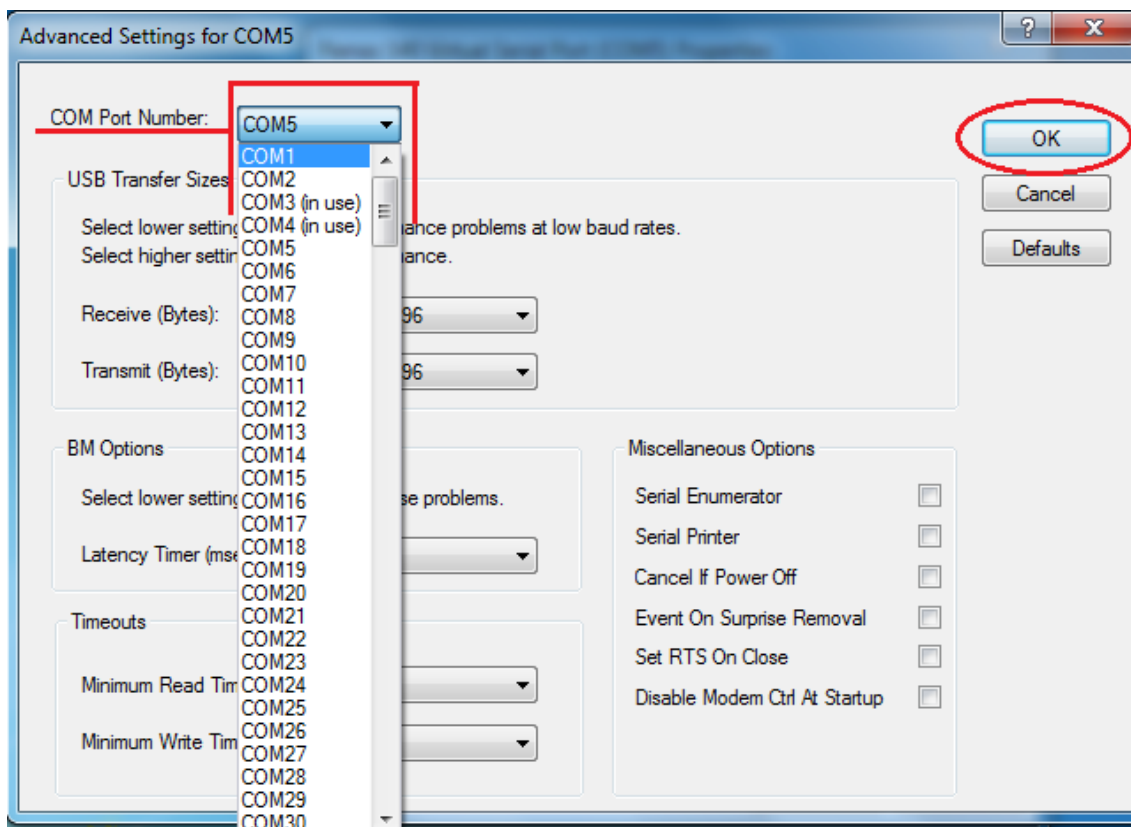 Advanced Settings for COM5
COM Port Number:
COM5
OK
Cancel
Defaults
COM1
COM2
COM3 (in use)
COM4 (in use)
COM5
COM6
COM7
COM8
COM9
COM10
COM11
COM12
COM13
COM14
COM15
COM16
COM17
COM18
COM19
COM20
COM21
COM22
COM23
COM24
COM25
COM26
COM27
COM28
COM29
COM30
USB Transfer Sizes
Select lower setting ance problems at low baud rates.
Select higher settin ance.
Receive (Bytes): 96
Transmit (Bytes): 96
BM Options
Select lower setting se problems.
Latency Timer (mse
Timeouts
Minimum Read Tim
Minimum Write Tim
Miscellaneous Options
Serial Enumerator
Serial Printer
Cancel If Power Off
Event On Surprise Removal
Set RTS On Close
Disable Modem Ctrl At Startup